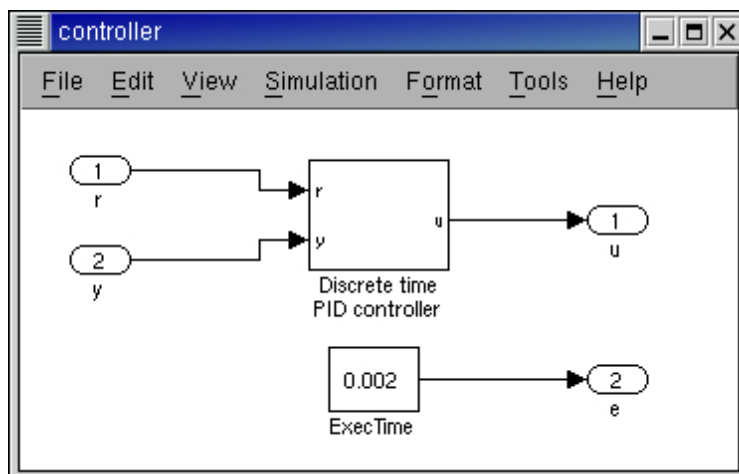 controller
File Edit View Simulation Format Tools Help
1
r
2
y
r
y
u
Discrete time
PID controller
1
u
0.002
ExecTime
2
e